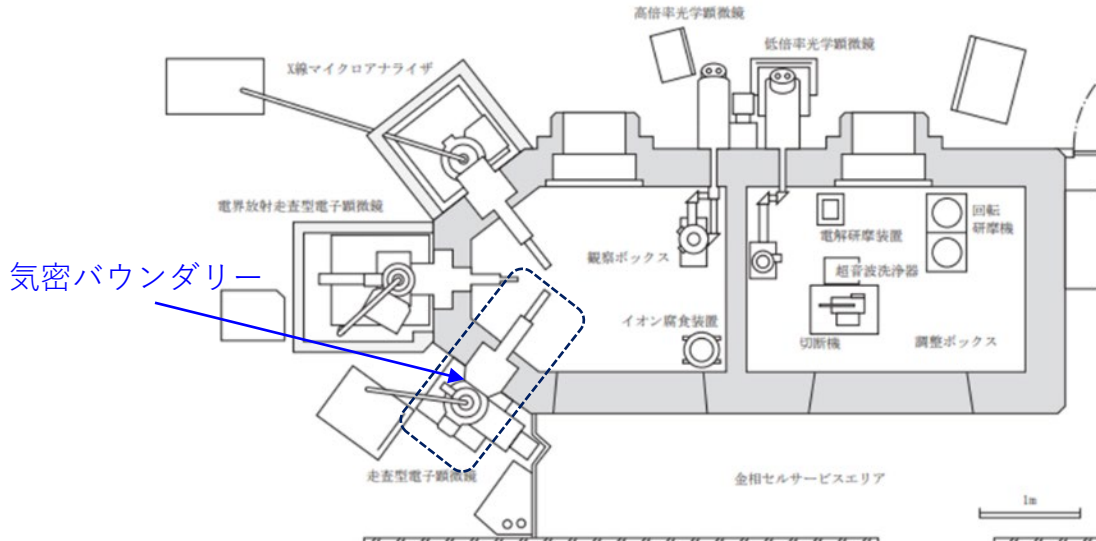 高倍率光学顕微鏡
低倍率光学顕微鏡
X線マイクロアナライザ
電界放射走査型電子顕微鏡
回転
研摩機
電解研摩装置
観察ボックス
超音波洗浄器
気密バウンダリー
イオン腐食装置
切断機
調整ボックス
走査型電子顕微鏡
金相セルサービスエリア
1m